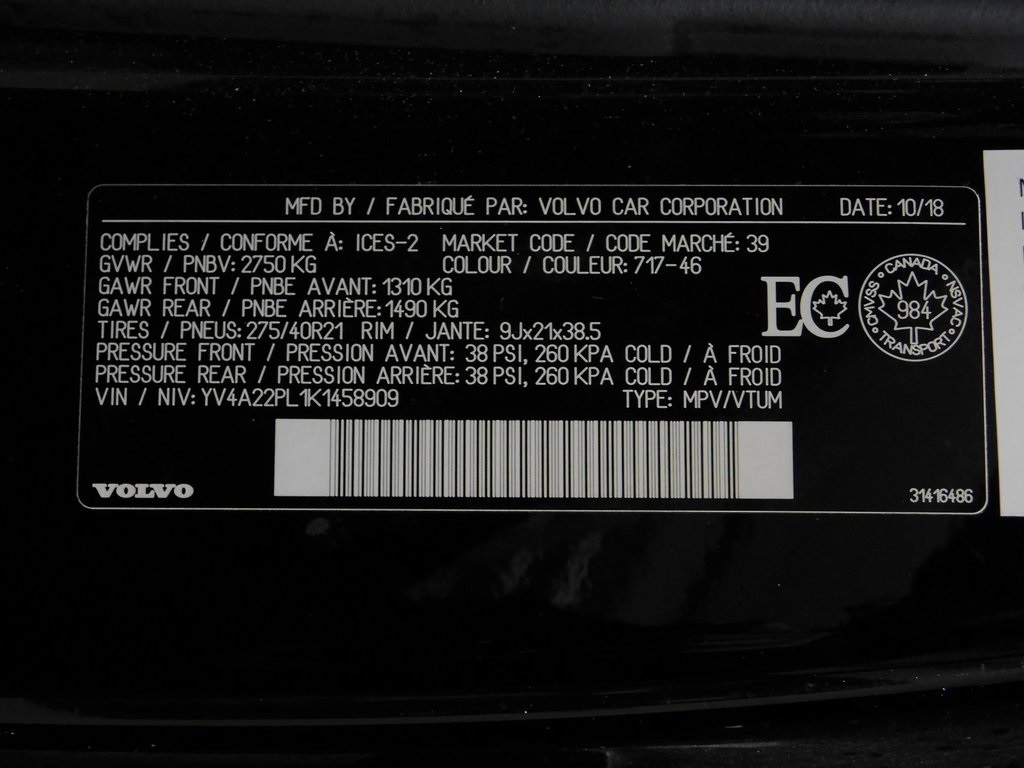 MFD BY / FABRIQUÉ PAR: VOLVO CAR CORPORATION DATE: 10/18
COMPLIES / CONFORME À: ICES-2 MARKET CODE / CODE MARCHÉ: 39
GVWR / PNBV: 2750 KG COLOUR / COULEUR: 717-46
GAWR FRONT / PNBE AVANT: 1310 KG
GAWR REAR / PNBE ARRIÈRE: 1490 KG
TIRES / PNEUS: 275/40R21 RIM / JANTE: 9Jx21x38.5
EC
CANADA
CMVSS 984 NSVAC
TRANSPORT
PRESSURE FRONT / PRESSION AVANT: 38 PSI, 260 KPA COLD / À FROID
PRESSURE REAR / PRESSION ARRIÈRE: 38 PSI, 260 KPA COLD / À FROID
VIN / NIV: YV4A22PL1K1458909 TYPE: MPV/VTUM
VOLVO
31416486